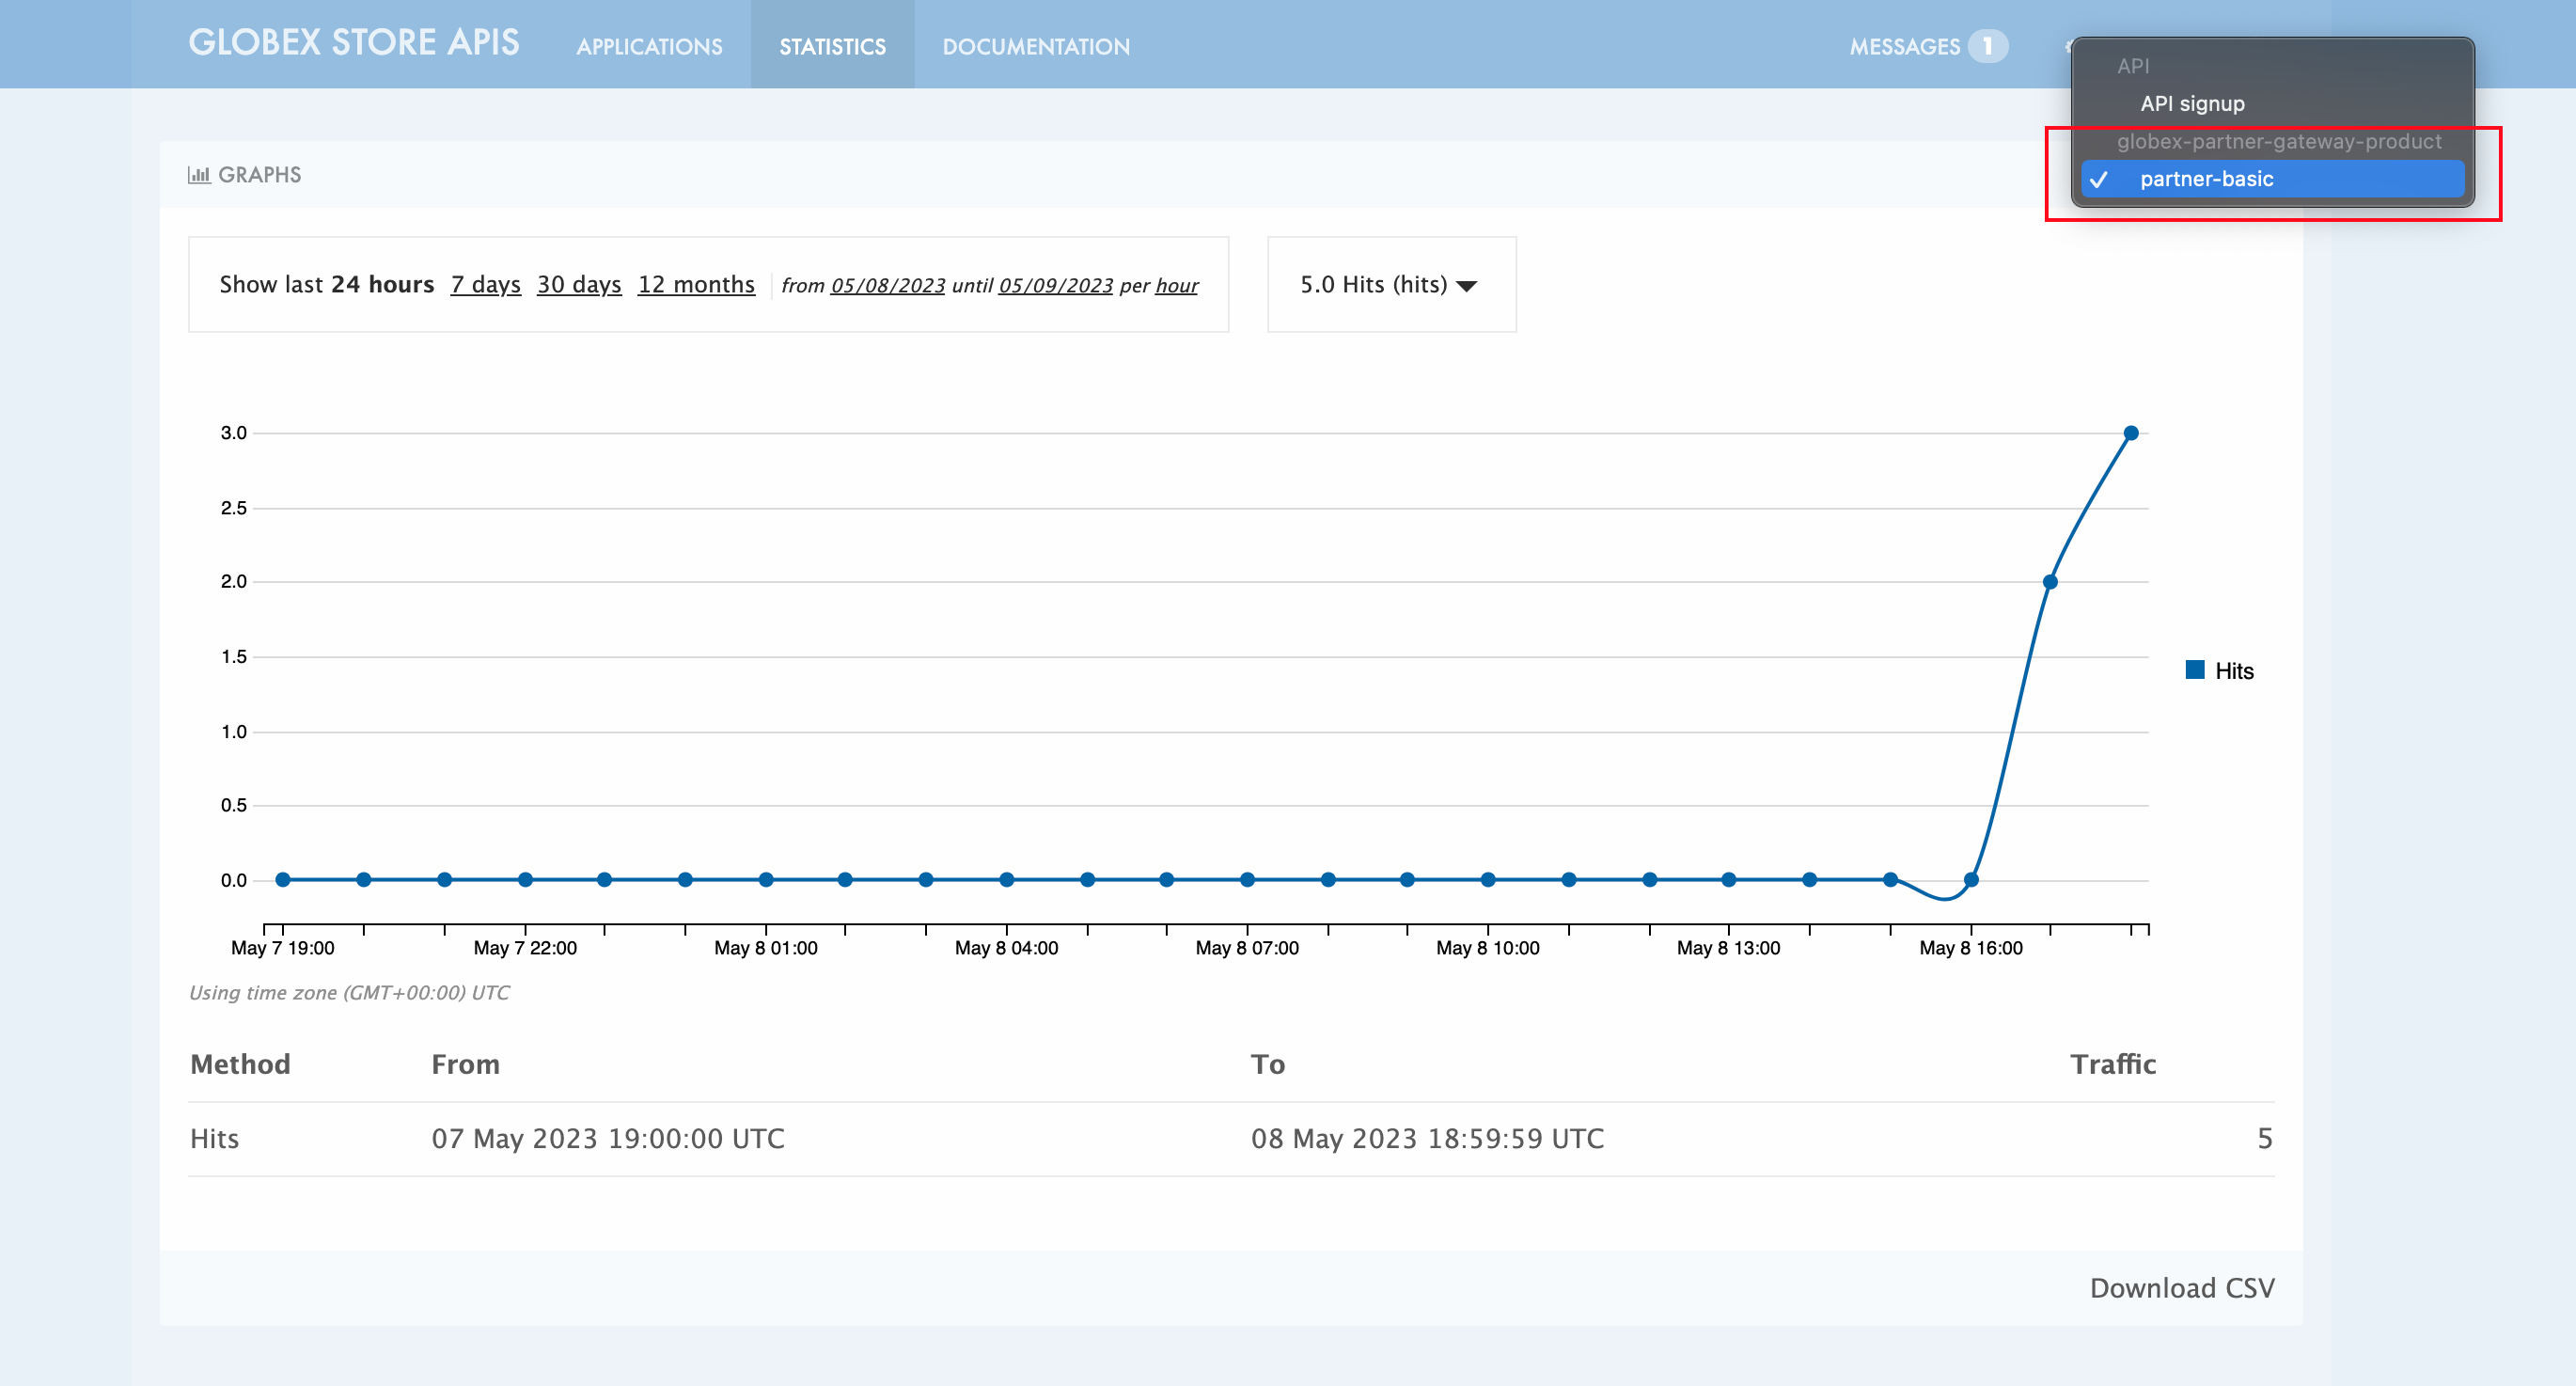 GLOBEX STORE APIS APPLICATIONS STATISTICS DOCUMENTATION MESSAGES 1
API
API signup
globex-partner-gateway-product
partner-basic
GRAPHS
Show last 24 hours 7 days 30 days 12 months from 05/08/2023 until 05/09/2023 per hour
5.0 Hits (hits)
3.0
2.5
2.0
1.5
1.0
0.5
0.0
Hits
May 7 19:00 May 7 22:00 May 8 01:00 May 8 04:00 May 8 07:00 May 8 10:00 May 8 13:00 May 8 16:00
Using time zone (GMT+00:00) UTC
Method From To Traffic
Hits 07 May 2023 19:00:00 UTC 08 May 2023 18:59:59 UTC 5
Download CSV